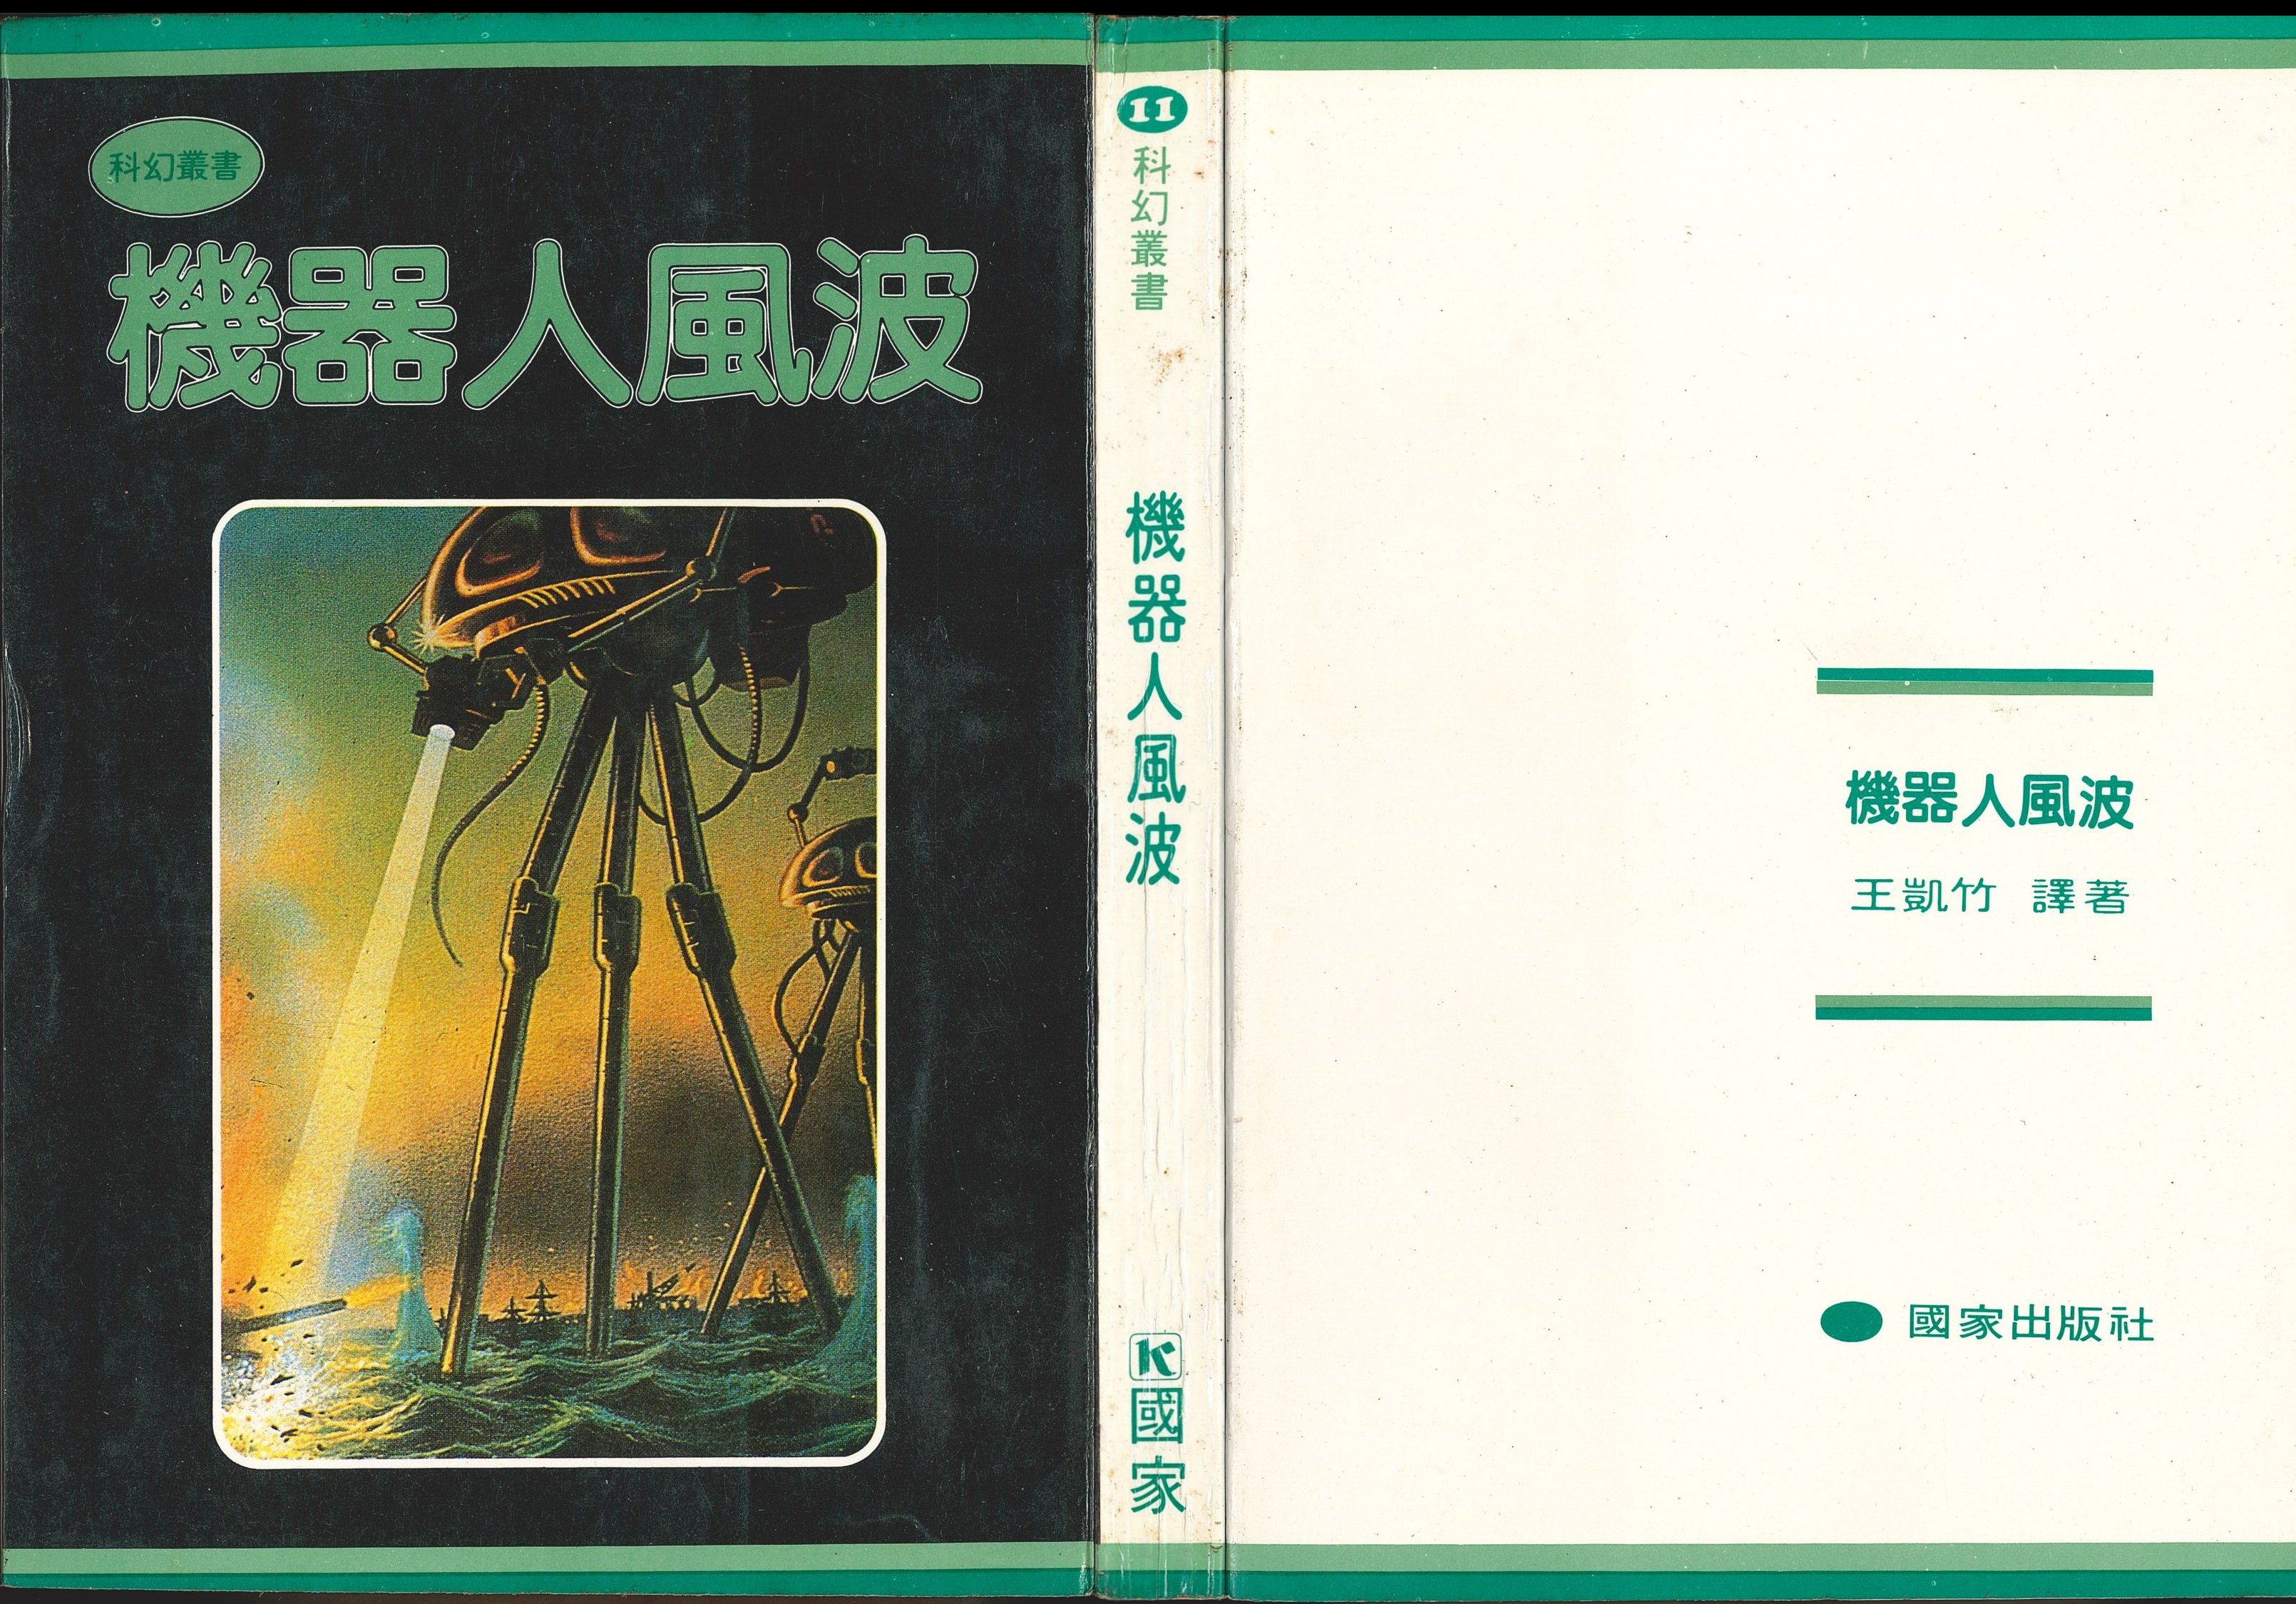 科幻叢書
機器人風波
11
科幻叢書
機器人風波
K
國家
機器人風波
王凱竹 譯著
國家出版社